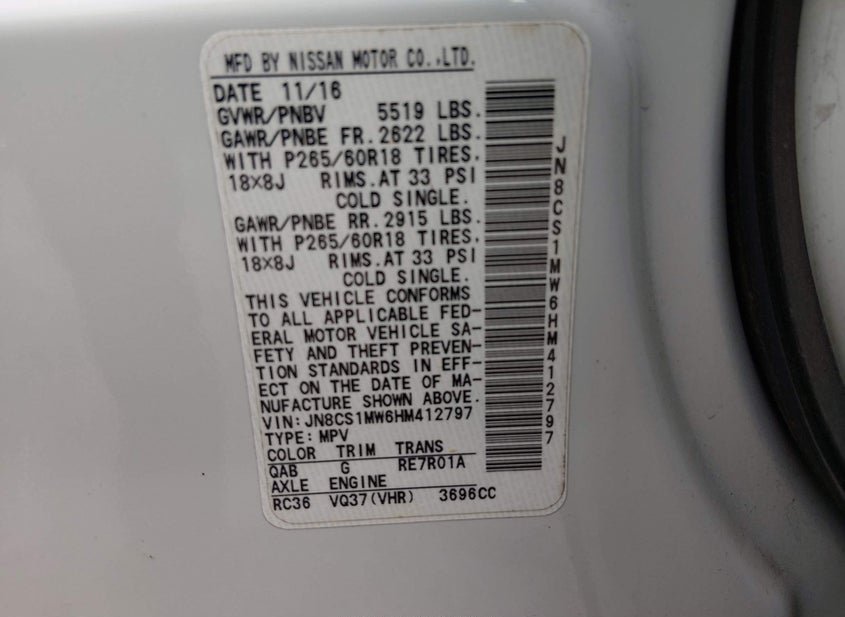 MFD BY NISSAN MOTOR CO.,LTD.
DATE 11/16
GVWR/PNBV 5519 LBS.
GAWR/PNBE FR.2622 LBS.
WITH P265/60R18 TIRES.
18×8J RIMS.AT 33 PSI
COLD SINGLE.
GAWR/PNBE RR.2915 LBS.
WITH P265/60R18 TIRES.
18×8J RIMS.AT 33 PSI
COLD SINGLE.
THIS VEHICLE CONFORMS
TO ALL APPLICABLE FED-
ERAL MOTOR VEHICLE SA-
FETY AND THEFT PREVEN-
TION STANDARDS IN EFF-
ECT ON THE DATE OF MA-
NUFACTURE SHOWN ABOVE.
VIN:JN8CS1MW6HM412797
TYPE:MPV
COLOR TRIM TRANS
QAB G RE7R01A
AXLE ENGINE
RC36 VQ37(VHR) 3696CC
JN8CS1MW6HM412797